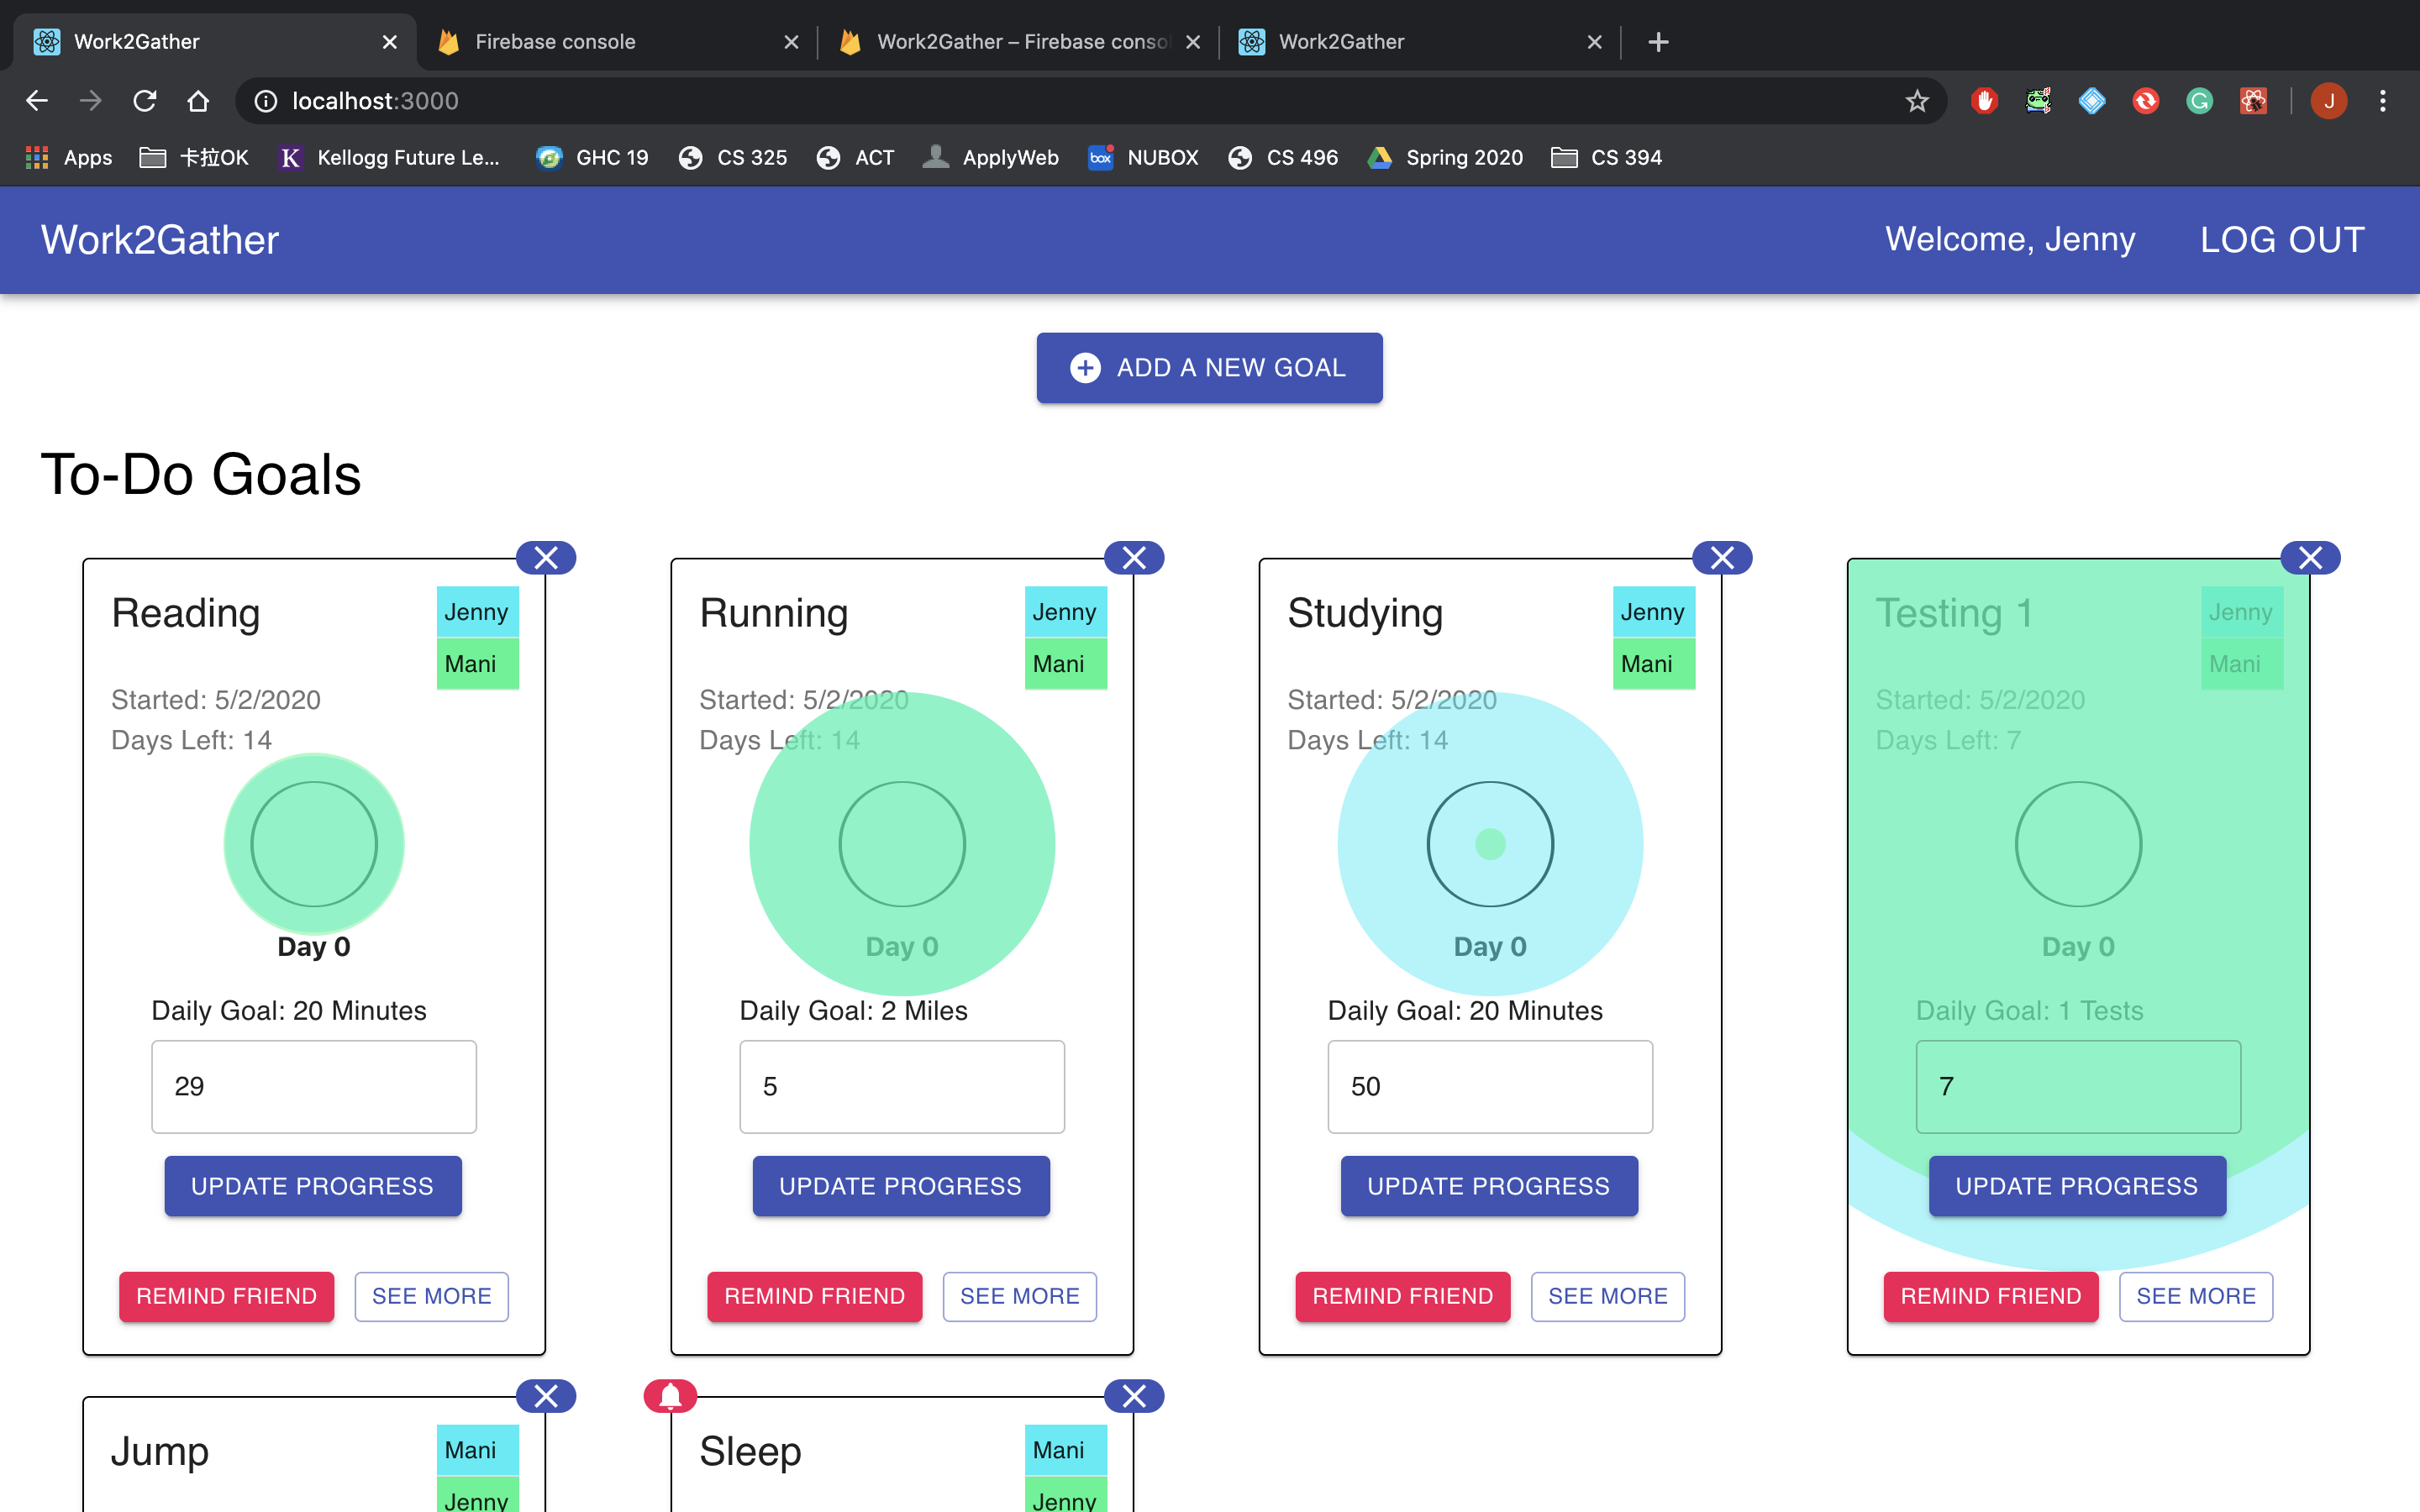 Work2Gather
Firebase console
Work2Gather – Firebase consol
Work2Gather
localhost:3000
J
Apps
卡拉OK
K
Kellogg Future Le...
GHC 19
CS 325
ACT
ApplyWeb
box
NUBOX
CS 496
Spring 2020
CS 394
Work2Gather
Welcome, Jenny
LOG OUT
ADD A NEW GOAL
To-Do Goals
Reading
Jenny
Mani
Started: 5/2/2020
Days Left: 14
Day 0
Daily Goal: 20 Minutes
29
UPDATE PROGRESS
REMIND FRIEND
SEE MORE
Running
Jenny
Mani
Started: 5/2/2020
Days Left: 14
Day 0
Daily Goal: 2 Miles
5
UPDATE PROGRESS
REMIND FRIEND
SEE MORE
Studying
Jenny
Mani
Started: 5/2/2020
Days Left: 14
Day 0
Daily Goal: 20 Minutes
50
UPDATE PROGRESS
REMIND FRIEND
SEE MORE
Testing 1
Jenny
Mani
Started: 5/2/2020
Days Left: 7
Day 0
Daily Goal: 1 Tests
7
UPDATE PROGRESS
REMIND FRIEND
SEE MORE
Jump
Mani
Jenny
Sleep
Mani
Jenny